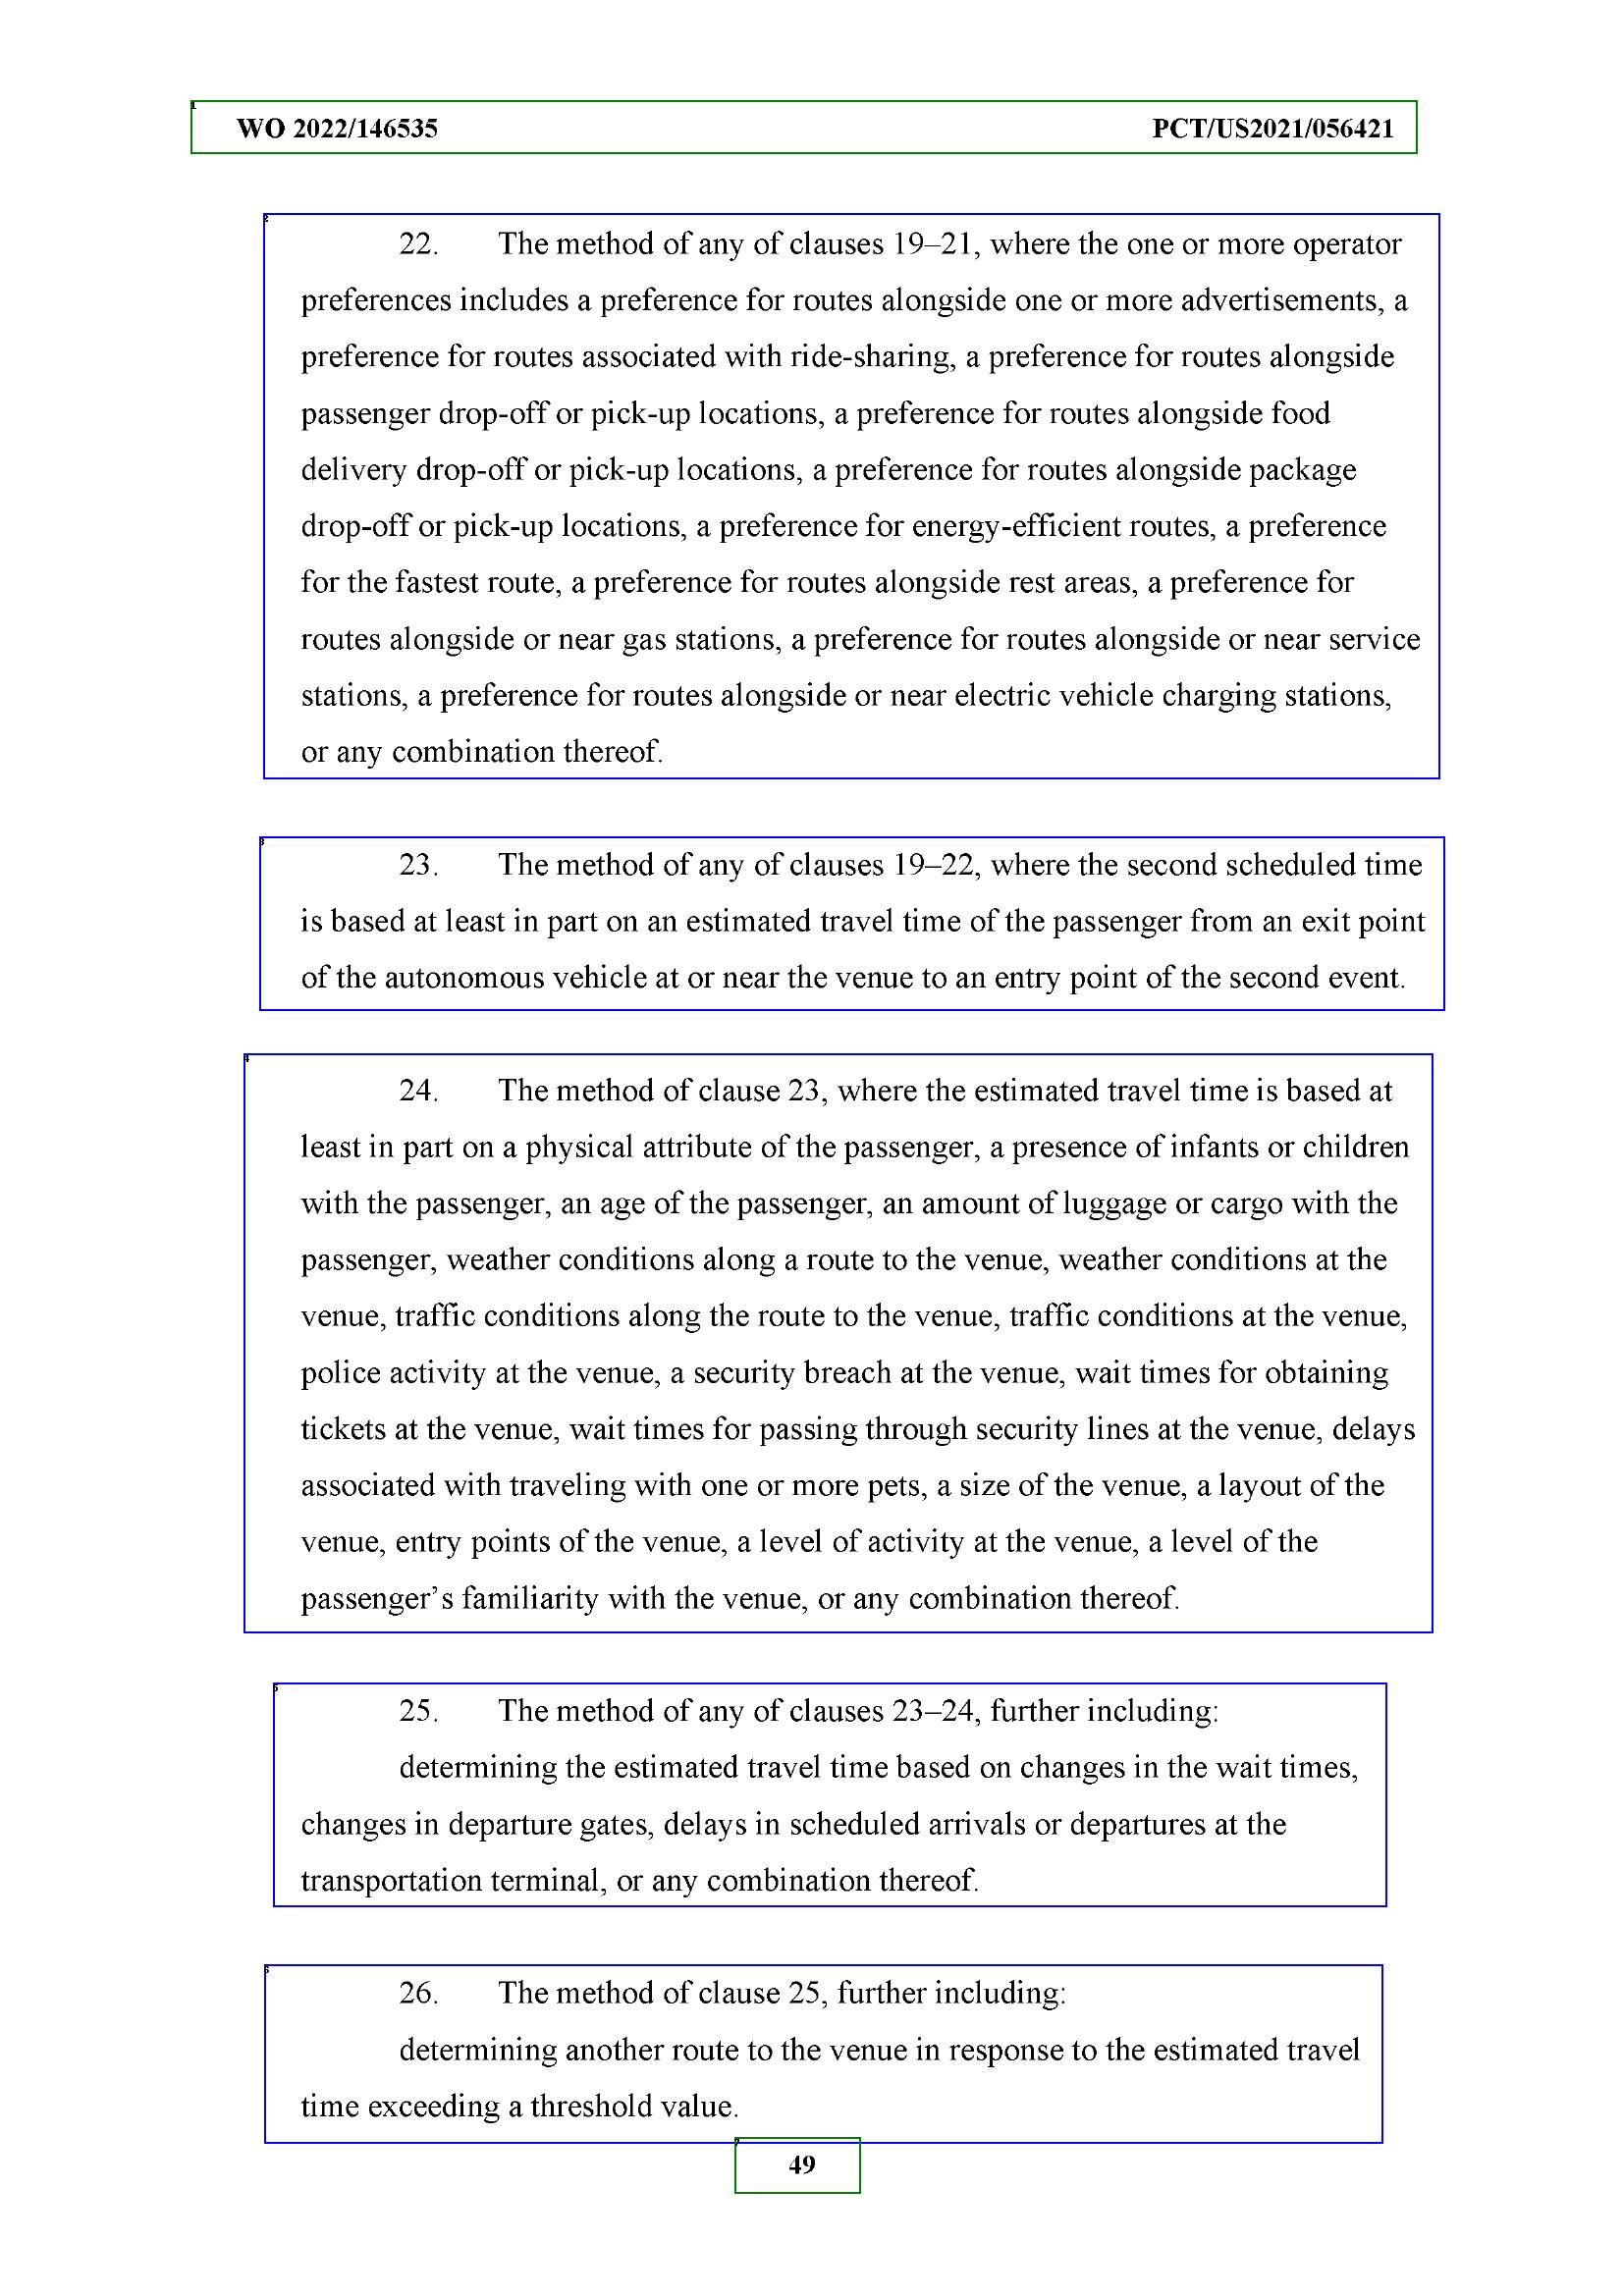 WO 2022/146535 PCT/US2021/056421
22. The method of any of clauses 19–21, where the one or more operator
preferences includes a preference for routes alongside one or more advertisements, a
preference for routes associated with ride-sharing, a preference for routes alongside
passenger drop-off or pick-up locations, a preference for routes alongside food
delivery drop-off or pick-up locations, a preference for routes alongside package
drop-off or pick-up locations, a preference for energy-efficient routes, a preference
for the fastest route, a preference for routes alongside rest areas, a preference for
routes alongside or near gas stations, a preference for routes alongside or near service
stations, a preference for routes alongside or near electric vehicle charging stations,
or any combination thereof.
23. The method of any of clauses 19–22, where the second scheduled time
is based at least in part on an estimated travel time of the passenger from an exit point
of the autonomous vehicle at or near the venue to an entry point of the second event.
24. The method of clause 23, where the estimated travel time is based at
least in part on a physical attribute of the passenger, a presence of infants or children
with the passenger, an age of the passenger, an amount of luggage or cargo with the
passenger, weather conditions along a route to the venue, weather conditions at the
venue, traffic conditions along the route to the venue, traffic conditions at the venue,
police activity at the venue, a security breach at the venue, wait times for obtaining
tickets at the venue, wait times for passing through security lines at the venue, delays
associated with traveling with one or more pets, a size of the venue, a layout of the
venue, entry points of the venue, a level of activity at the venue, a level of the
passenger’s familiarity with the venue, or any combination thereof.
25. The method of any of clauses 23–24, further including:
determining the estimated travel time based on changes in the wait times,
changes in departure gates, delays in scheduled arrivals or departures at the
transportation terminal, or any combination thereof.
26. The method of clause 25, further including:
determining another route to the venue in response to the estimated travel
time exceeding a threshold value.
49